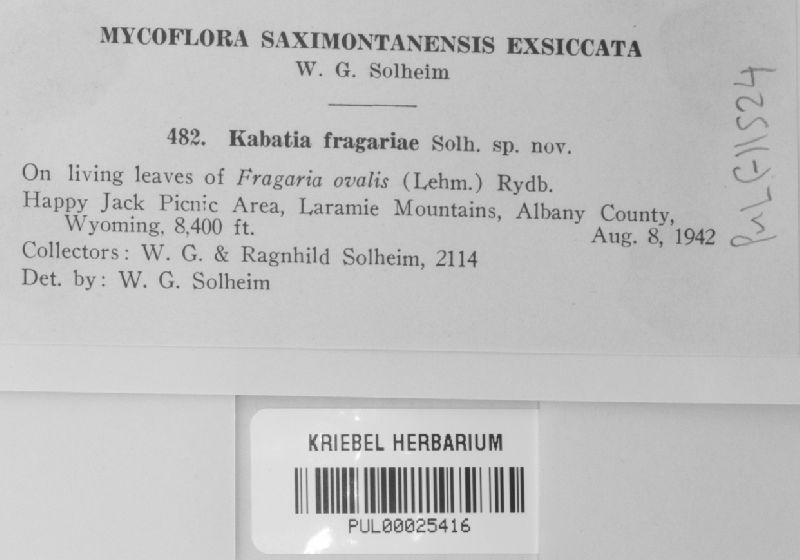 MYCOFLORA SAXIMONTANENSIS EXSICCATA
W. G. Solheim
482. Kabatia fragariae Solh. sp. nov.
On living leaves of Fragaria ovalis (Lehm.) Rydb.
Happy Jack Picnic Area, Laramie Mountains, Albany County,
Wyoming, 8,400 ft. Aug. 8, 1942
Collectors: W. G. & Ragnhild Solheim, 2114
Det. by: W. G. Solheim
PUL F11524
KRIEBEL HERBARIUM
PUL00025416